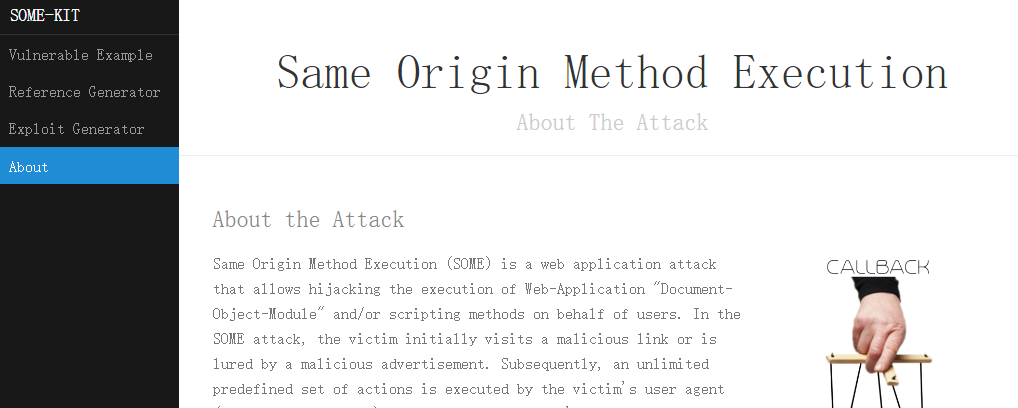 SOME-KIT
Vulnerable Example
Reference Generator
Exploit Generator
About
Same Origin Method Execution
About The Attack
About the Attack
Same Origin Method Execution (SOME) is a web application attack
that allows hijacking the execution of Web-Application "Document-
Object-Module" and/or scripting methods on behalf of users. In the
SOME attack, the victim initially visits a malicious link or is
lured by a malicious advertisement. Subsequently, an unlimited
predefined set of actions is executed by the victim's user agent
CALLBACK